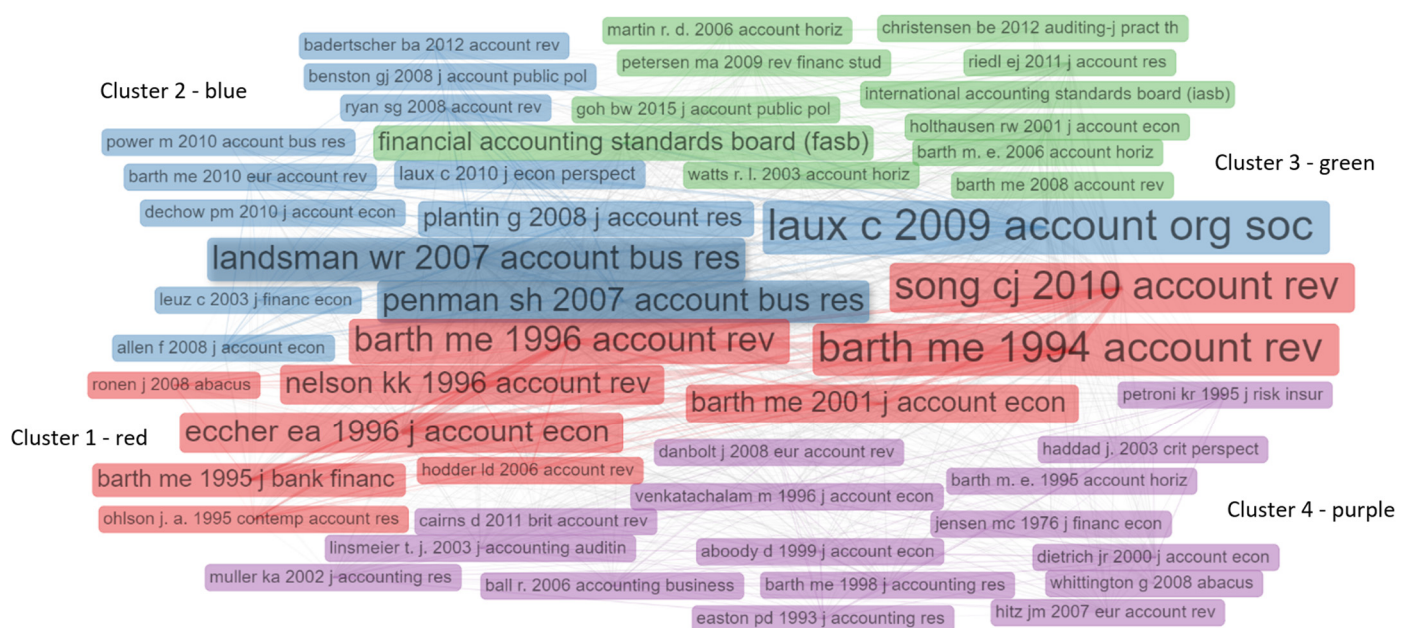 martin r. d. 2006 account horiz
christensen be 2012 auditing-j pract th
badertscher ba 2012 account rev
petersen ma 2009 rev financ stud
riedl ej 2011 j account res
benston gj 2008 j account public pol
Cluster 2 - blue
international accounting standards board (iasb)
ryan sg 2008 account rev
goh bw 2015 j account public pol
holthausen rw 2001 j account econ
power m 2010 account bus res
financial accounting standards board (fasb)
barth m. e. 2006 account horiz
Cluster 3 - green
barth me 2010 eur account rev
laux c 2010 j econ perspect
watts r. l. 2003 account horiz
barth me 2008 account rev
dechow pm 2010 j account econ
plantin g 2008 j account res
laux c 2009 account org soc
landsman wr 2007 account bus res
song cj 2010 account rev
leuz c 2003 j financ econ
penman sh 2007 account bus res
allen f 2008 j account econ
barth me 1996 account rev
barth me 1994 account rev
ronen j 2008 abacus
nelson kk 1996 account rev
barth me 2001 j account econ
petroni kr 1995 j risk insur
Cluster 1 - red
eccher ea 1996 j account econ
danbolt j 2008 eur account rev
haddad j. 2003 crit perspect
barth me 1995 j bank financ
hodder ld 2006 account rev
barth m. e. 1995 account horiz
venkatachalam m 1996 j account econ
Cluster 4 - purple
ohlson j. a. 1995 contemp account res
cairns d 2011 brit account rev
jensen mc 1976 j financ econ
linsmeier t. j. 2003 j accounting auditin
aboody d 1999 j account econ
dietrich jr 2000 j account econ
muller ka 2002 j accounting res
ball r. 2006 accounting business
barth me 1998 j accounting res
whittington g 2008 abacus
easton pd 1993 j accounting res
hitz jm 2007 eur account rev